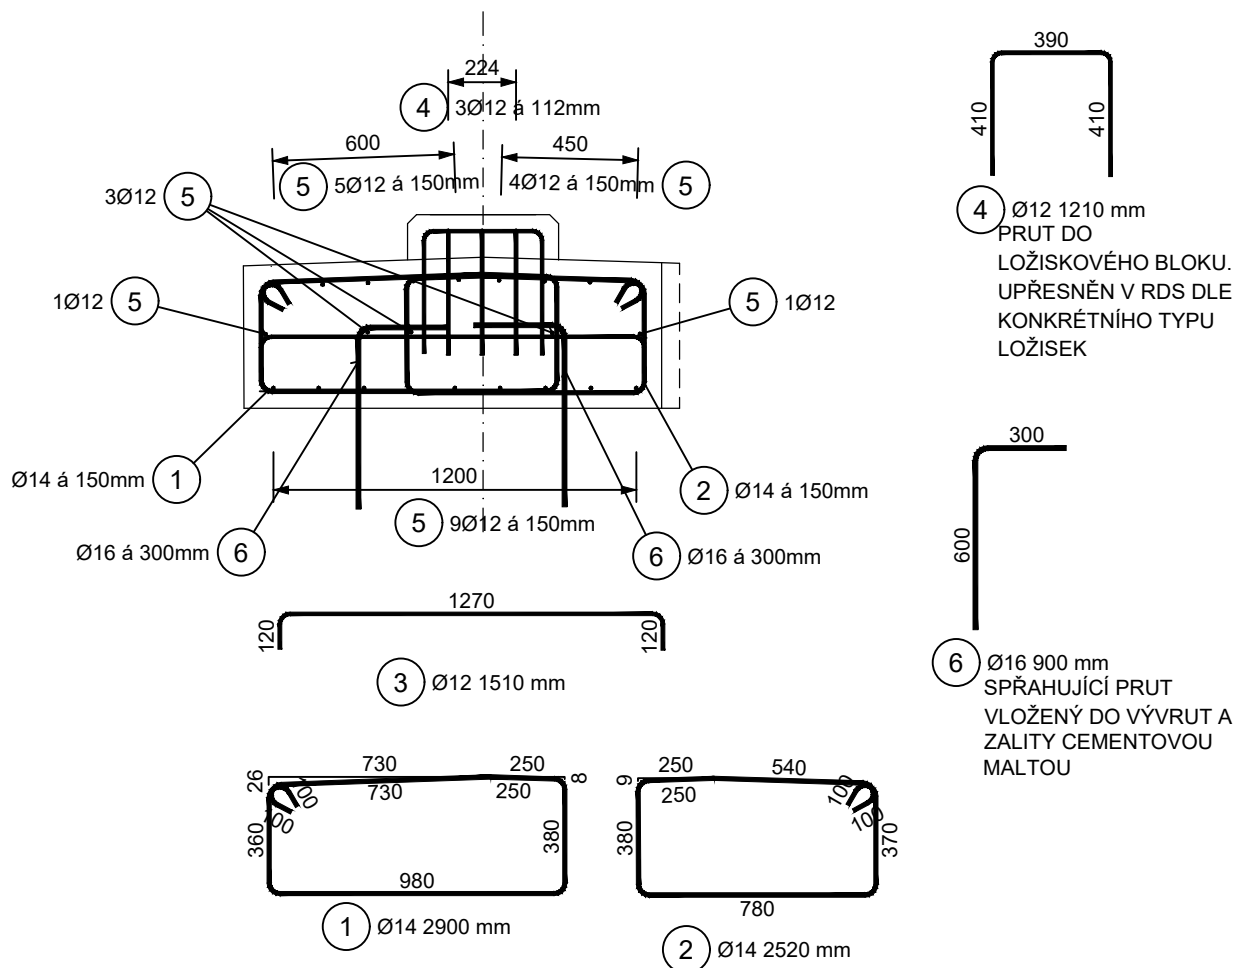 224
4 3Ø12 á 112mm
600
450
5 5Ø12 á 150mm
4Ø12 á 150mm 5
3Ø12 5
1Ø12 5
5 1Ø12
Ø14 á 150mm 1
1200
2 Ø14 á 150mm
5 9Ø12 á 150mm
Ø16 á 300mm 6
6 Ø16 á 300mm
390
410
410
4 Ø12 1210 mm
PRUT DO
LOŽISKOVÉHO BLOKU.
UPŘESNĚN V RDS DLE
KONKRÉTNÍHO TYPU
LOŽISEK
300
600
6 Ø16 900 mm
SPŘAHUJÍCÍ PRUT
VLOŽENÝ DO VÝVRUT A
ZALITY CEMENTOVOU
MALTOU
1270
120
120
3 Ø12 1510 mm
730
250
26
8
730
250
100
100
360
380
980
1 Ø14 2900 mm
250
540
9
250
100
100
380
370
780
2 Ø14 2520 mm